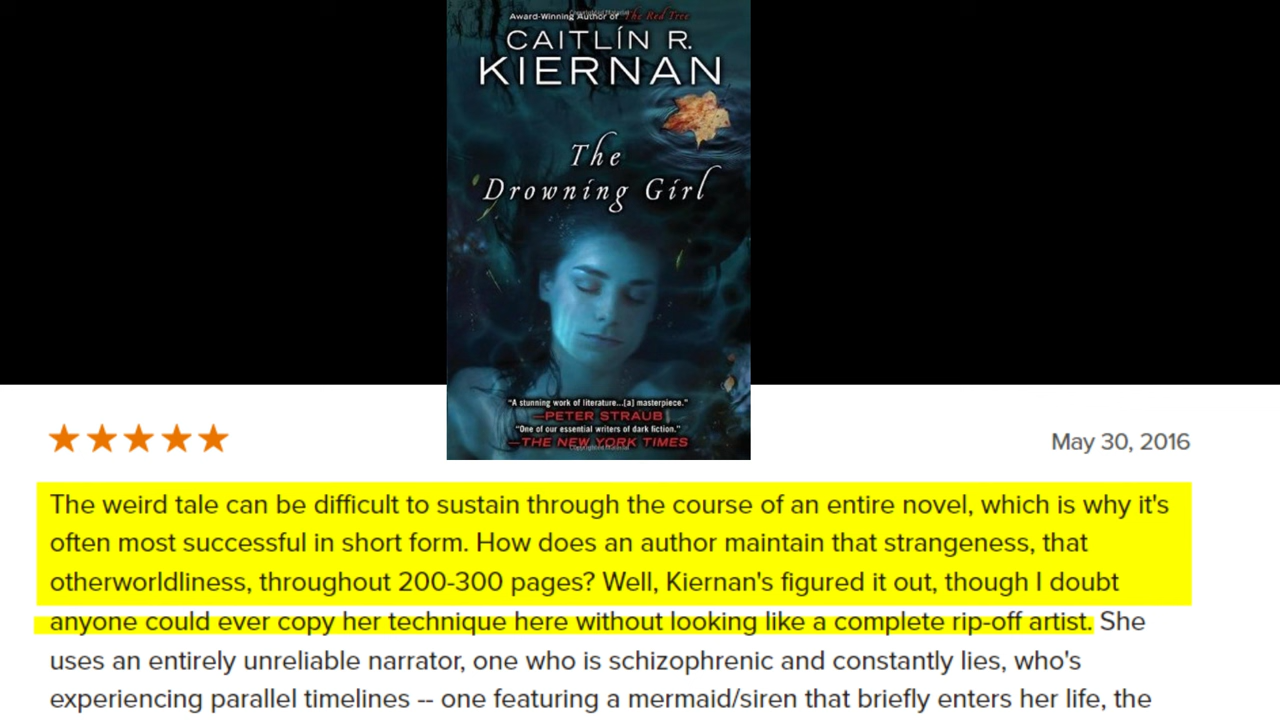 Copyrighted Material
Award-Winning Author of The Red Tree
CAITLÍN R.
KIERNAN
The
Drowning Girl
"A stunning work of literature...[a] masterpiece."
—PETER STRAUB
"One of our essential writers of dark fiction."
—THE NEW YORK TIMES
Copyrighted Material
May 30, 2016
The weird tale can be difficult to sustain through the course of an entire novel, which is why it's
often most successful in short form. How does an author maintain that strangeness, that
otherworldliness, throughout 200-300 pages? Well, Kiernan's figured it out, though I doubt
anyone could ever copy her technique here without looking like a complete rip-off artist. She
uses an entirely unreliable narrator, one who is schizophrenic and constantly lies, who's
experiencing parallel timelines -- one featuring a mermaid/siren that briefly enters her life, the